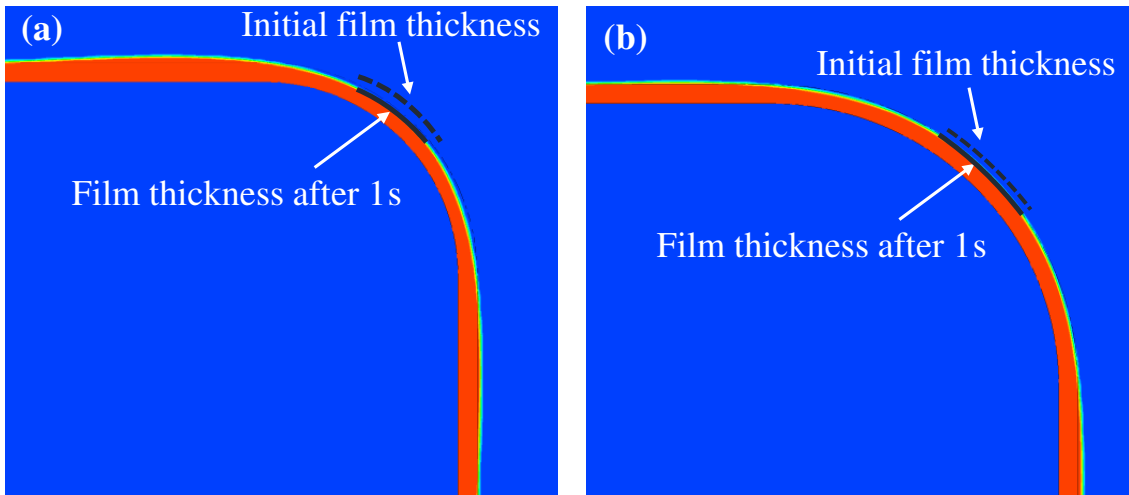 (a)
Initial film thickness
Film thickness after 1s
(b)
Initial film thickness
Film thickness after 1s